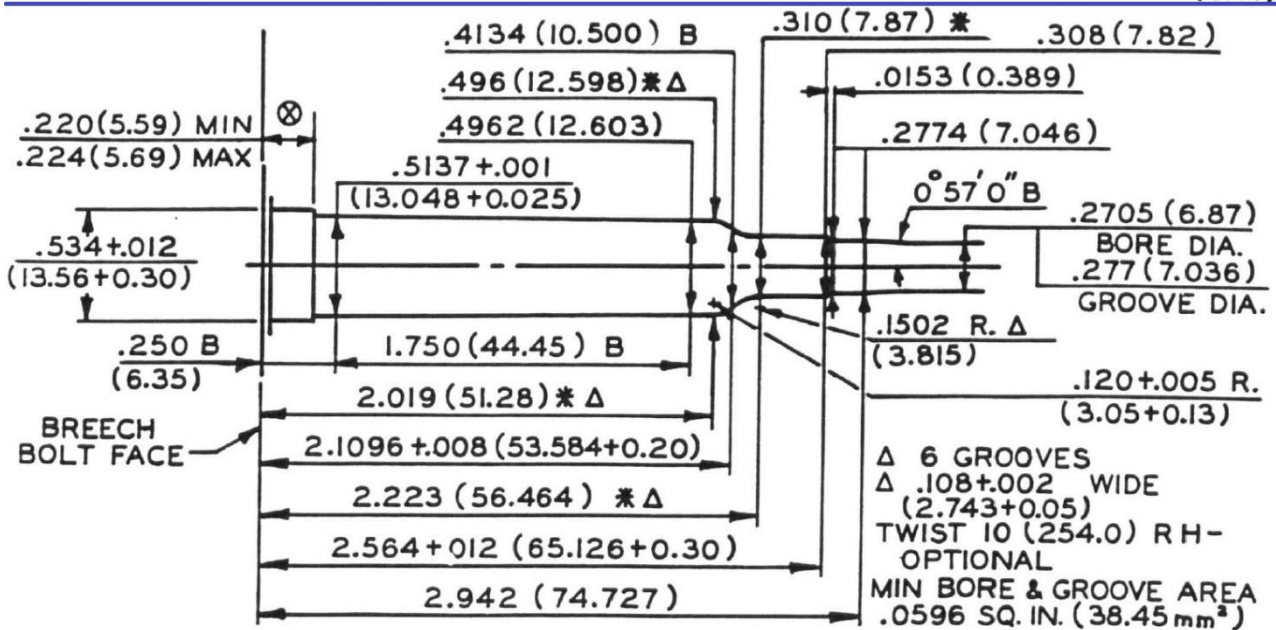 .4134 (10.500) B
.310 (7.87) ⁎
.308 (7.82)
.496 (12.598) ⁎ Δ
.0153 (0.389)
.220 (5.59) MIN ⊗
.224 (5.69) MAX
.4962 (12.603)
.2774 (7.046)
.5137+.001
(13.048+0.025)
0° 57' 0" B
.534+.012
(13.56+0.30)
.2705 (6.87)
BORE DIA.
.277 (7.036)
GROOVE DIA.
.250 B
(6.35)
1.750 (44.45) B
.1502 R. Δ
(3.815)
2.019 (51.28) ⁎ Δ
.120+.005 R.
(3.05+0.13)
BREECH
BOLT FACE
2.1096+.008 (53.584+0.20)
2.223 (56.464) ⁎ Δ
2.564+012 (65.126+0.30)
2.942 (74.727)
Δ 6 GROOVES
Δ .108+.002 WIDE
(2.743+0.05)
TWIST 10 (254.0) RH-
OPTIONAL
MIN BORE & GROOVE AREA
.0596 SQ. IN. (38.45mm²)